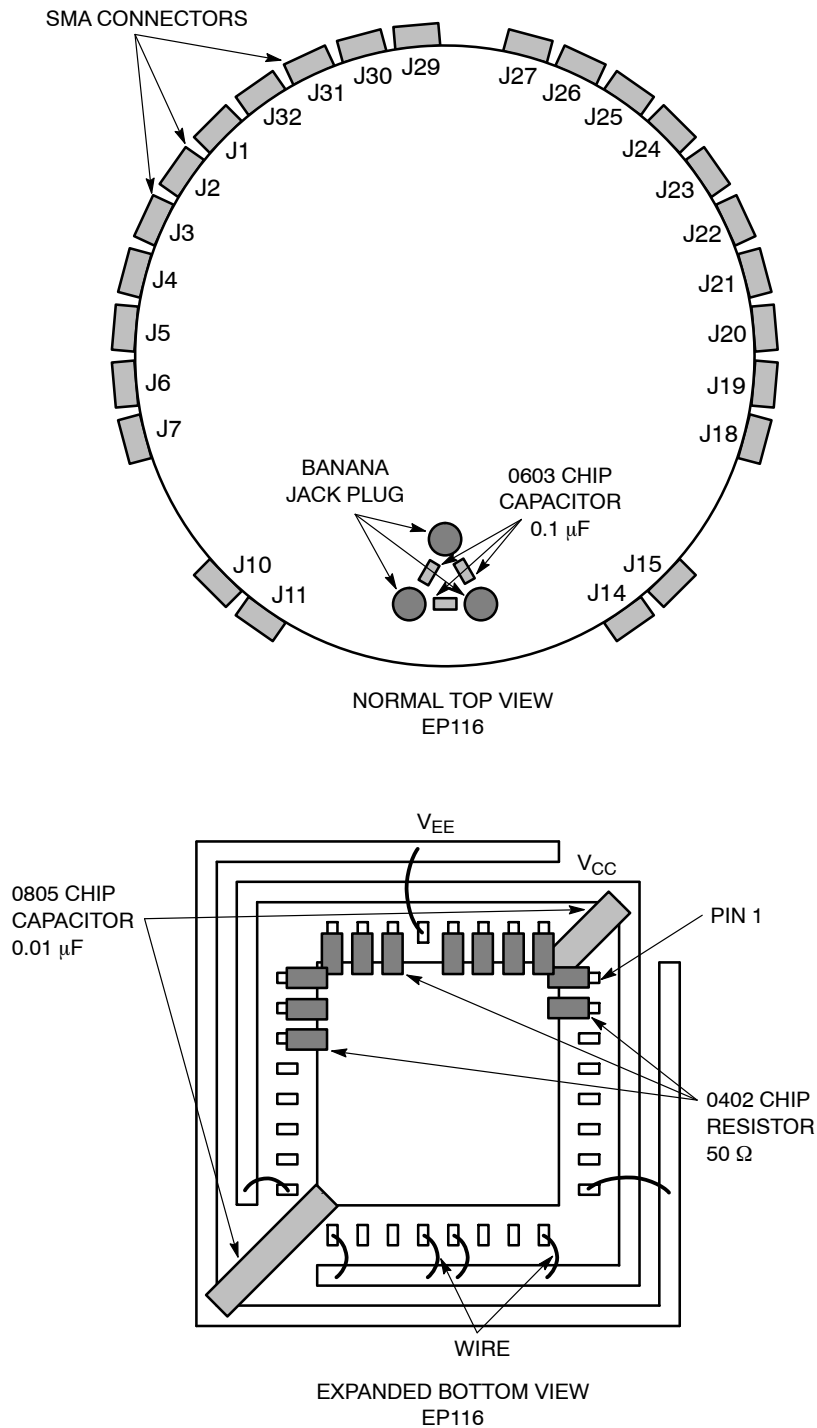 SMA CONNECTORS
J29
J30
J31
J32
J1
J2
J3
J4
J5
J6
J7
J10
J11
J27
J26
J25
J24
J23
J22
J21
J20
J19
J18
J15
J14
BANANA
JACK PLUG
0603 CHIP
CAPACITOR
0.1 μF
NORMAL TOP VIEW
EP116
VEE
VCC
0805 CHIP
CAPACITOR
0.01 μF
PIN 1
0402 CHIP
RESISTOR
50 Ω
WIRE
EXPANDED BOTTOM VIEW
EP116